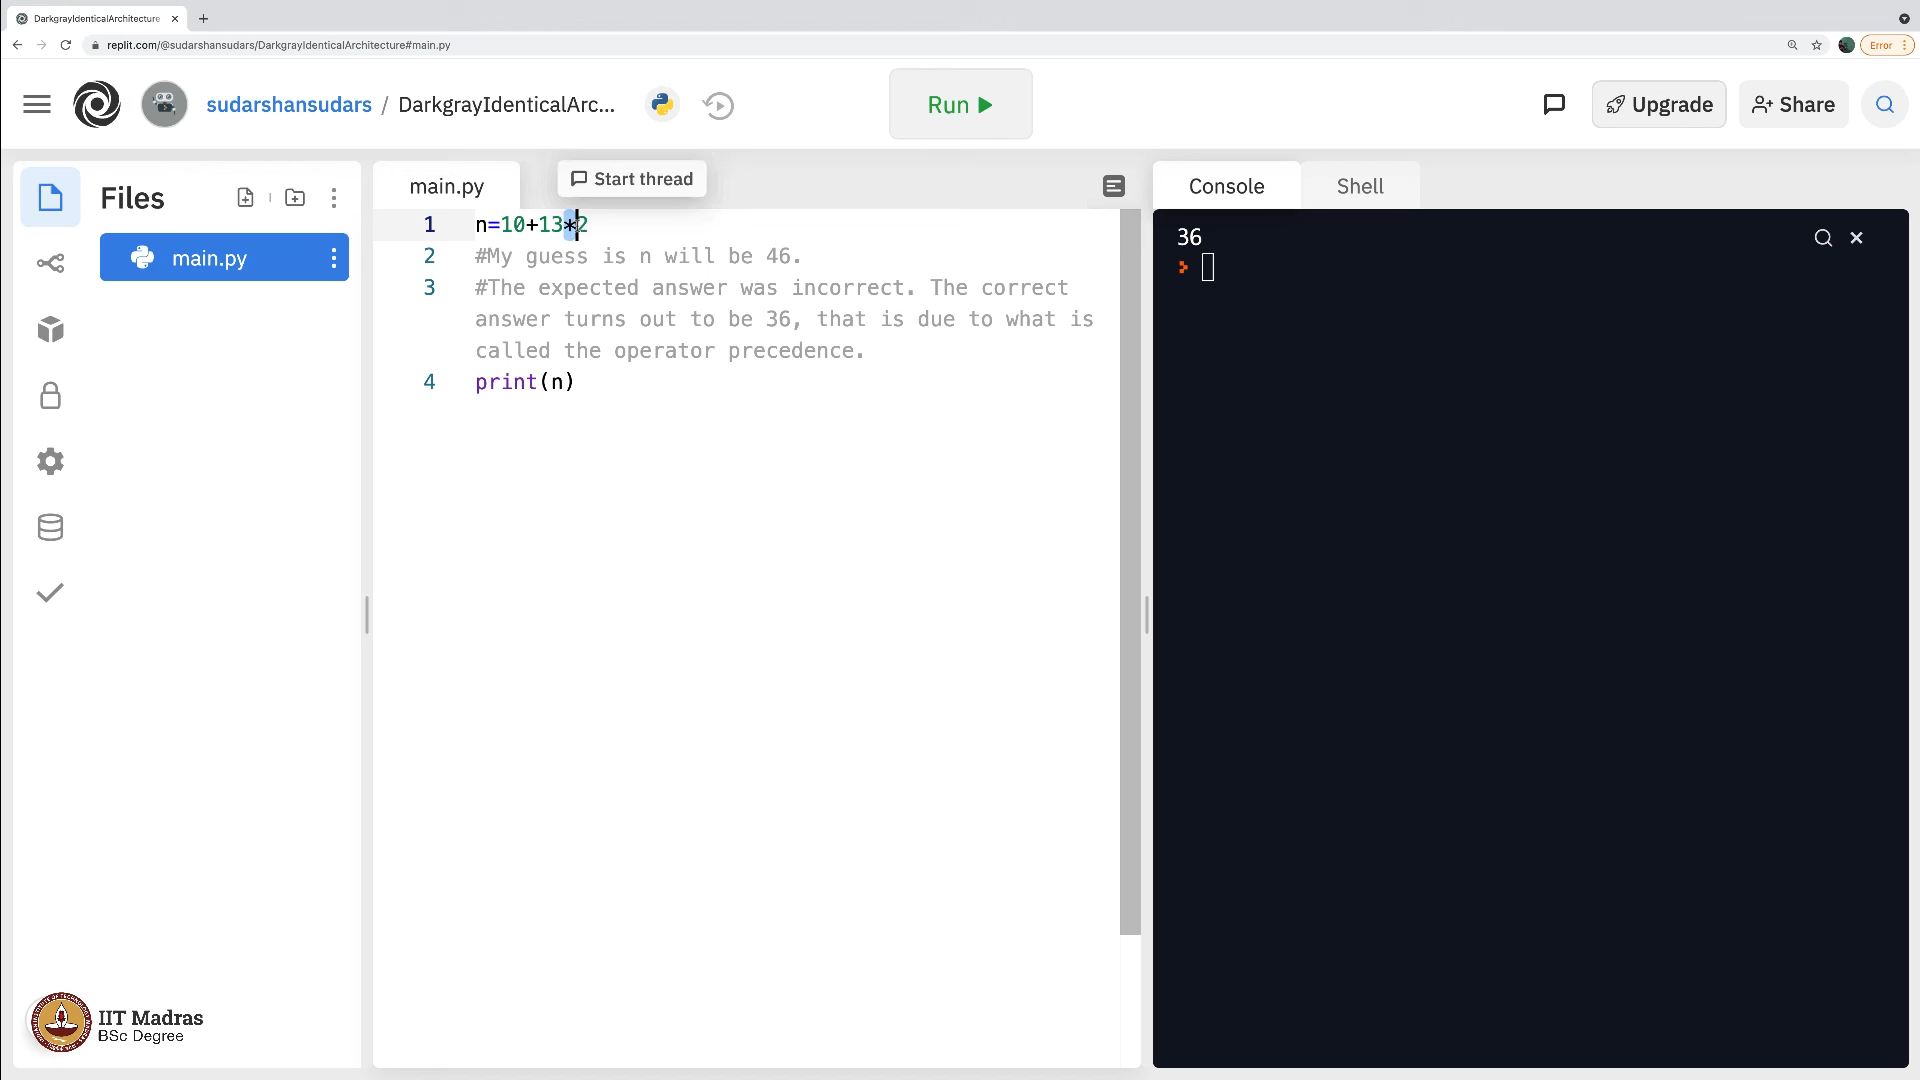 DarkgrayIdenticalArchitecture
replit.com/@sudarshansudars/DarkgrayIdenticalArchitecture#main.py
Error
sudarshansudars / DarkgrayIdenticalArc...
Run
Upgrade
Share
Files
main.py
main.py
Start thread
1 n=10+13*2
2 #My guess is n will be 46.
3 #The expected answer was incorrect. The correct
answer turns out to be 36, that is due to what is
called the operator precedence.
4 print(n)
Console
Shell
36
IIT Madras
BSc Degree